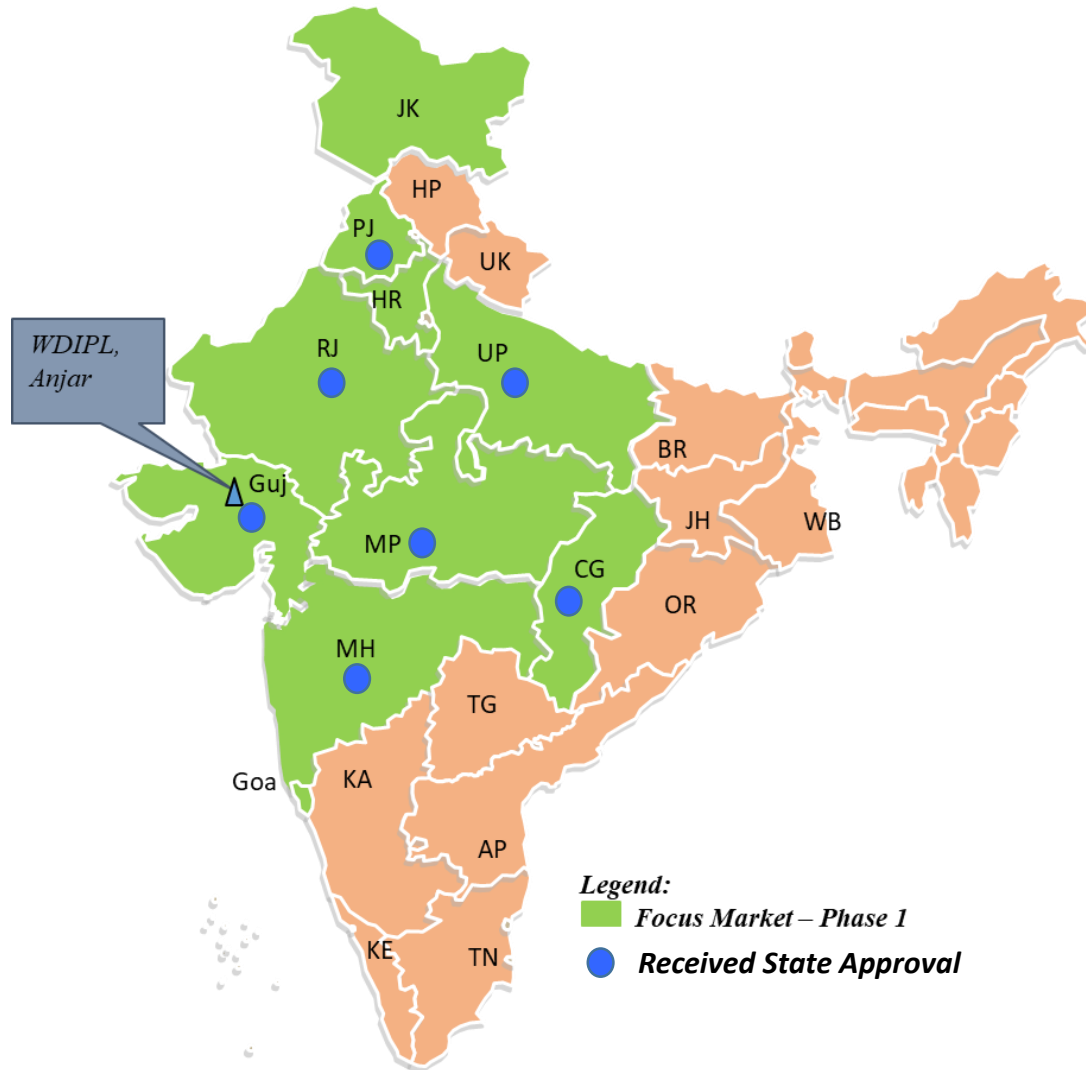 JK
HP
PJ
UK
HR
WDIPL,
Anjar
RJ
UP
BR
Guj
JH
WB
MP
CG
OR
MH
TG
Goa
KA
AP
Legend:
Focus Market – Phase 1
KE
TN
Received State Approval